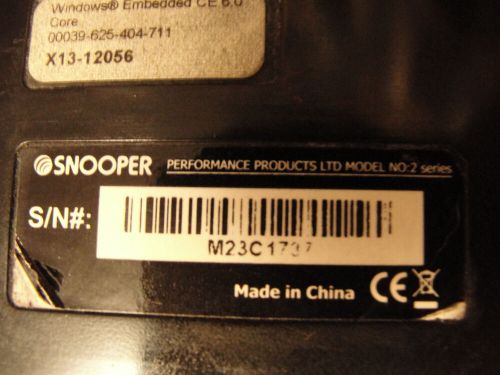 Windows® Embedded CE 6.0
Core
00039-625-404-711
X13-12056
SNOOPER PERFORMANCE PRODUCTS LTD MODEL NO:2 series
S/N#:
M23C1737
Made in China CE